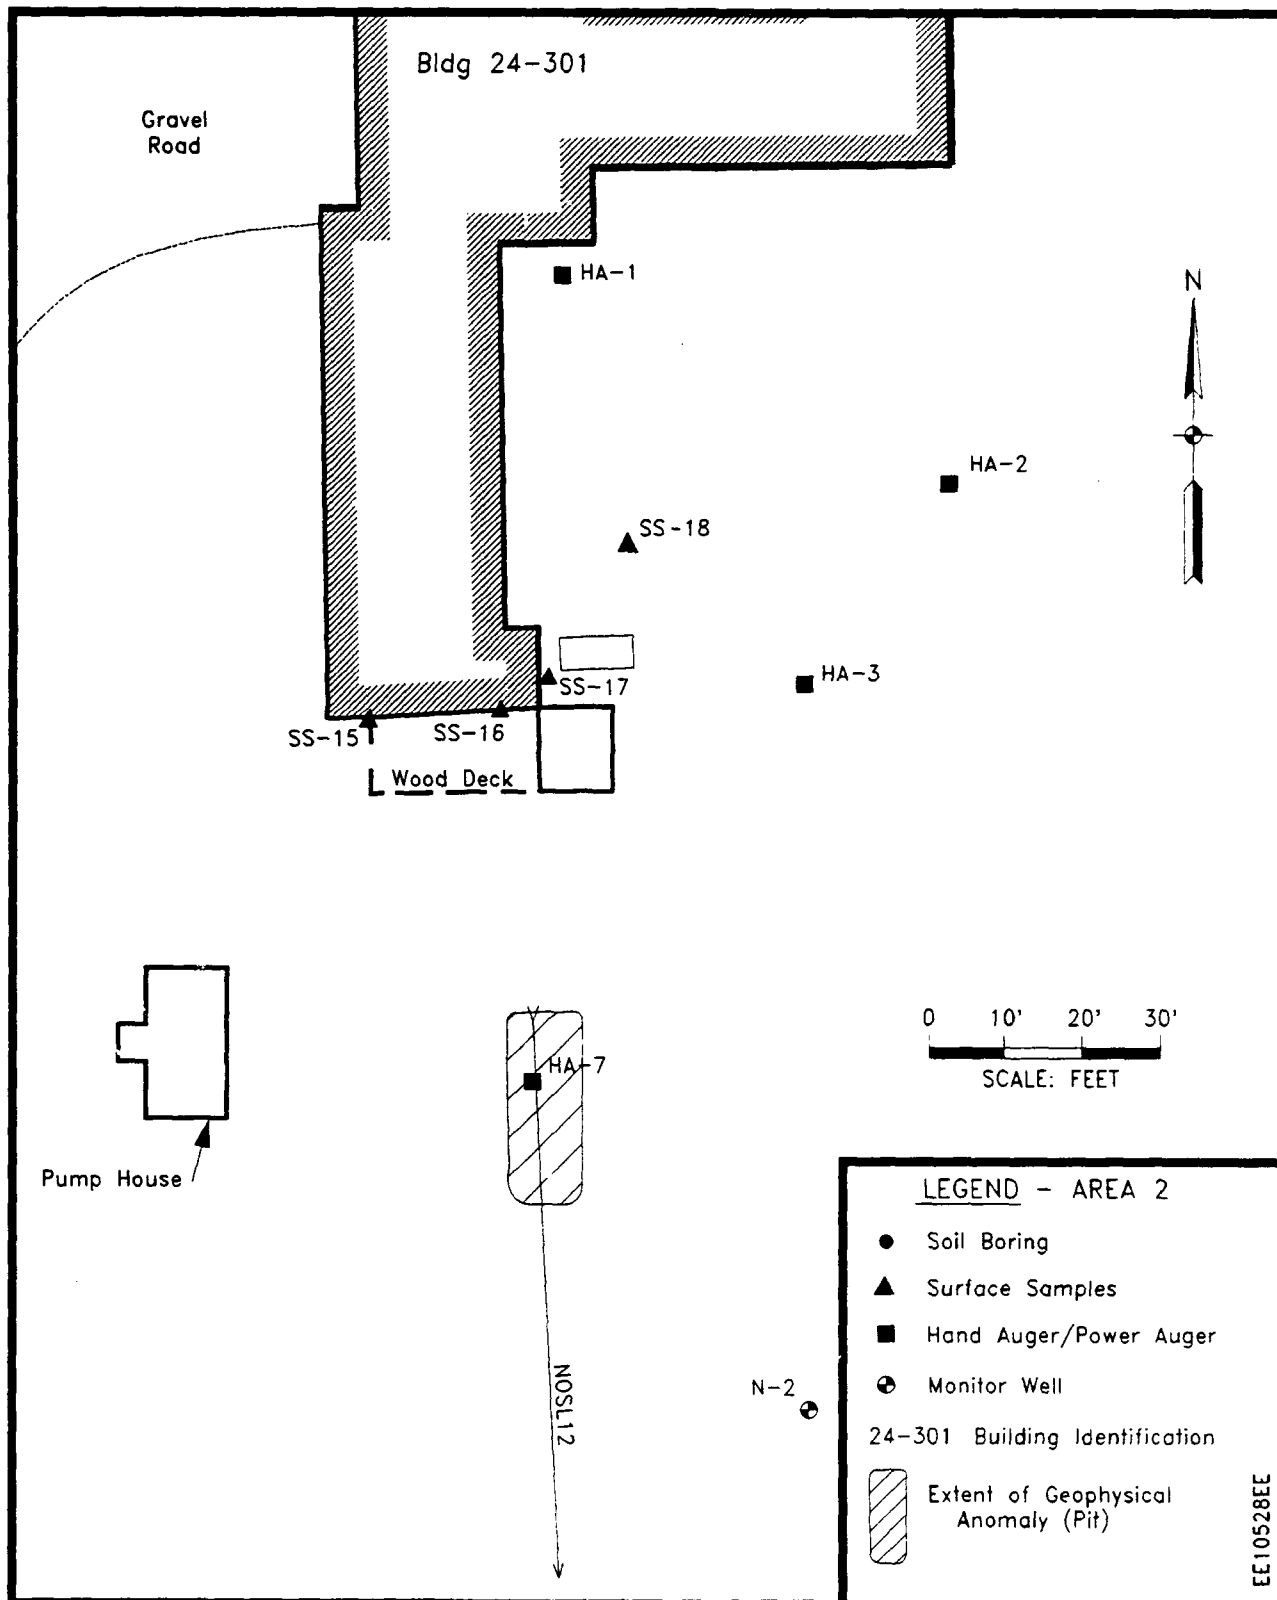 Bldg 24-301
Gravel
Road
HA-1
N
HA-2
SS-18
HA-3
SS-17
SS-15
SS-16
Wood Deck
0 10' 20' 30'
SCALE: FEET
HA-7
Pump House
NOSL12
N-2
LEGEND - AREA 2
Soil Boring
Surface Samples
Hand Auger/Power Auger
Monitor Well
24-301 Building Identification
Extent of Geophysical
Anomaly (Pit)
EE10528EE